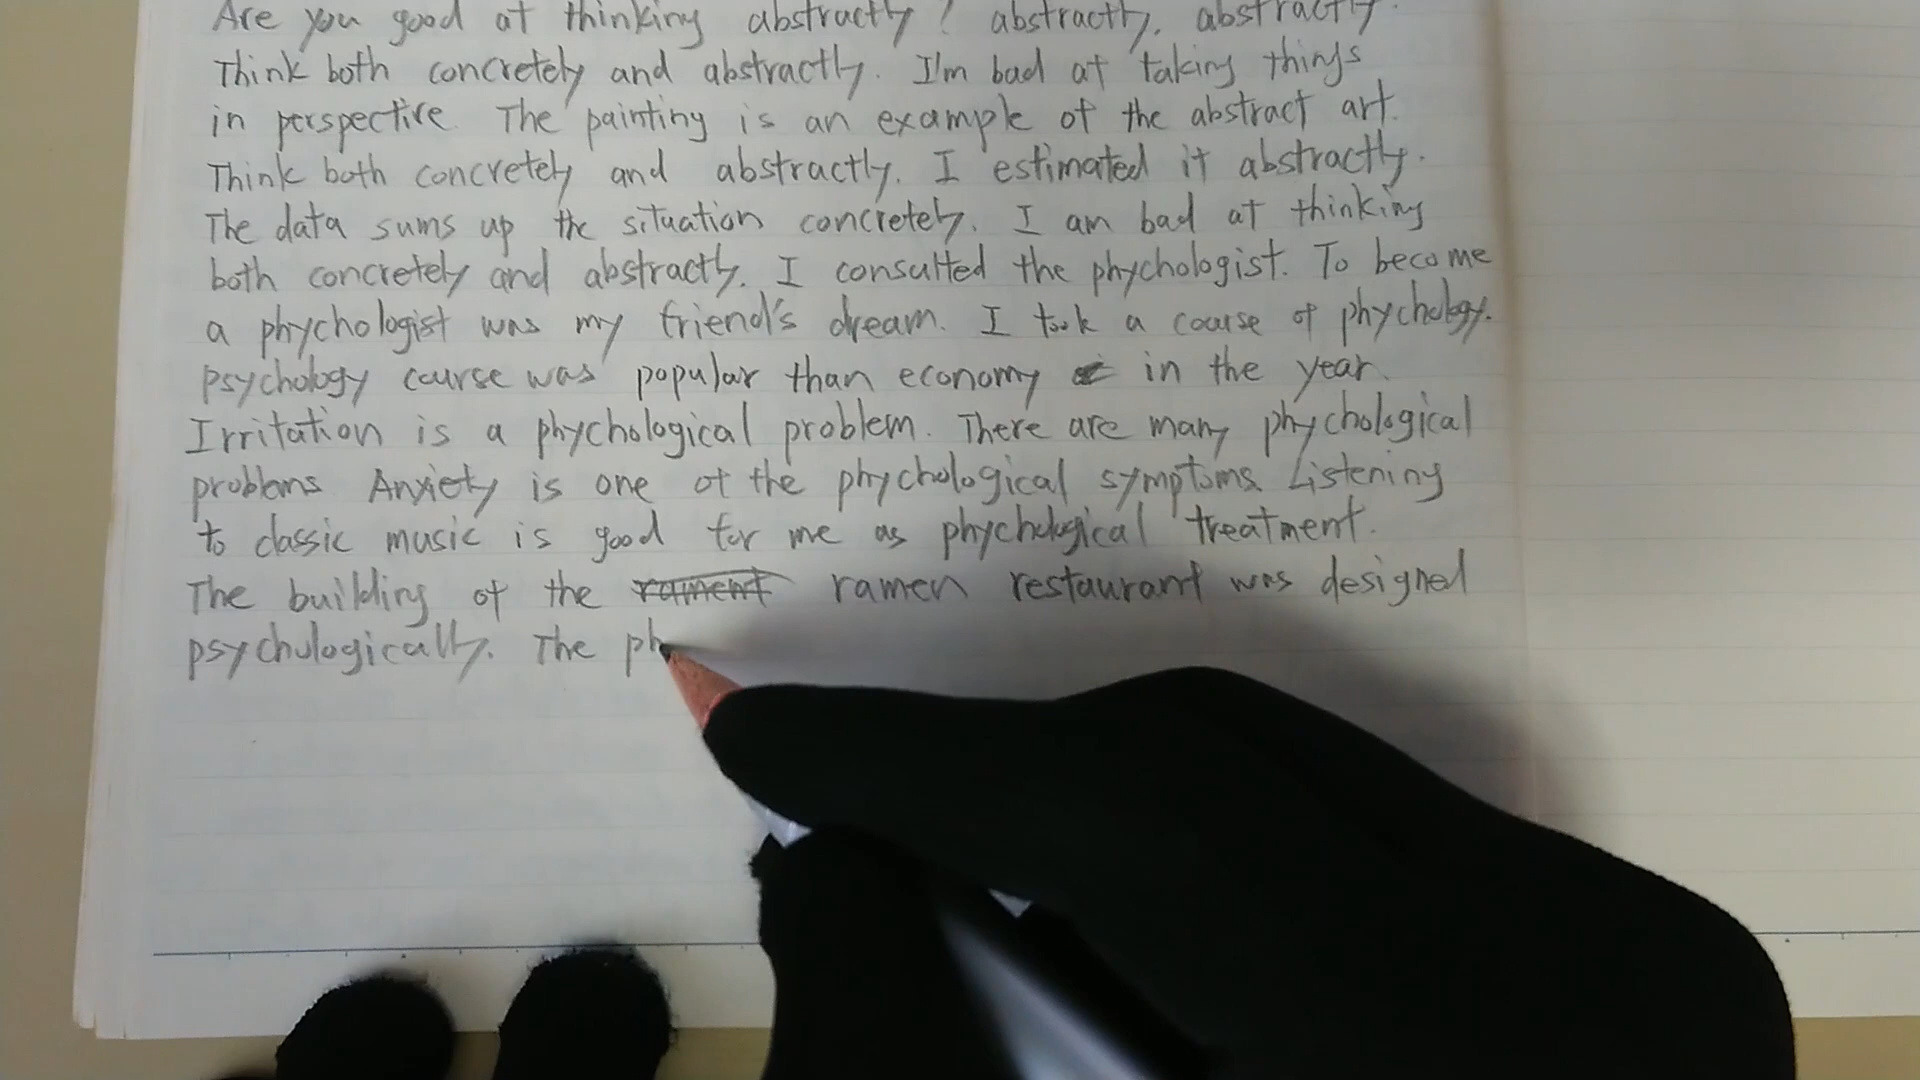 Are you good at thinking abstractly? abstractly, abstractly.
Think both concretely and abstractly. I'm bad at taking things
in perspective. The painting is an example of the abstract art.
Think both concretely and abstractly. I estimated it abstractly.
The data sums up the situation concretely. I am bad at thinking
both concretely and abstractly. I consulted the phychologist. To become
a phychologist was my friend's dream. I took a course of phychology.
psychology course was popular than economy in the year.
Irritation is a phychological problem. There are many phychological
problems Anxiety is one of the phychological symptoms. Listening
to classic music is good for me as phychological treatment.
The building of the rament ramen restaurant was designed
psychologically. The ph